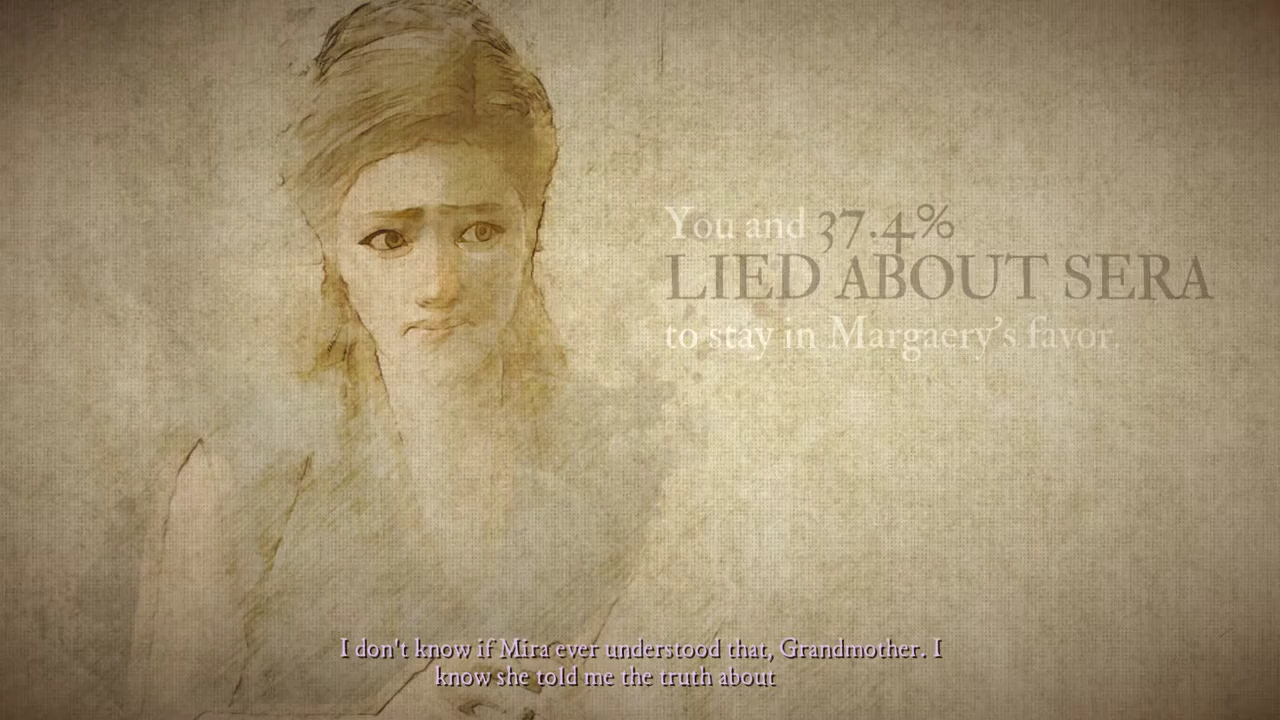 You and 37.4%
LIED ABOUT SERA
to stay in Margaery's favor.
I don't know if Mira ever understood that, Grandmother. I
know she told me the truth about